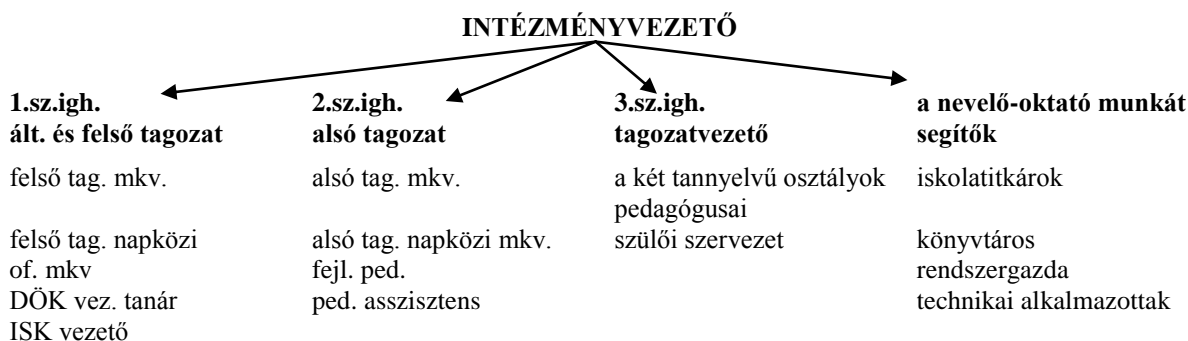 INTÉZMÉNYVEZETŐ
1.sz.igh.
ált. és felső tagozat
felső tag. mkv.
felső tag. napközi
of. mkv
DÖK vez. tanár
ISK vezető
2.sz.igh.
alsó tagozat
alsó tag. mkv.
alsó tag. napközi mkv.
fejl. ped.
ped. asszisztens
3.sz.igh.
tagozatvezető
a két tannyelvű osztályok
pedagógusai
szülői szervezet
a nevelő-oktató munkát
segítők
iskolatitkárok
könyvtáros
rendszergazda
technikai alkalmazottak